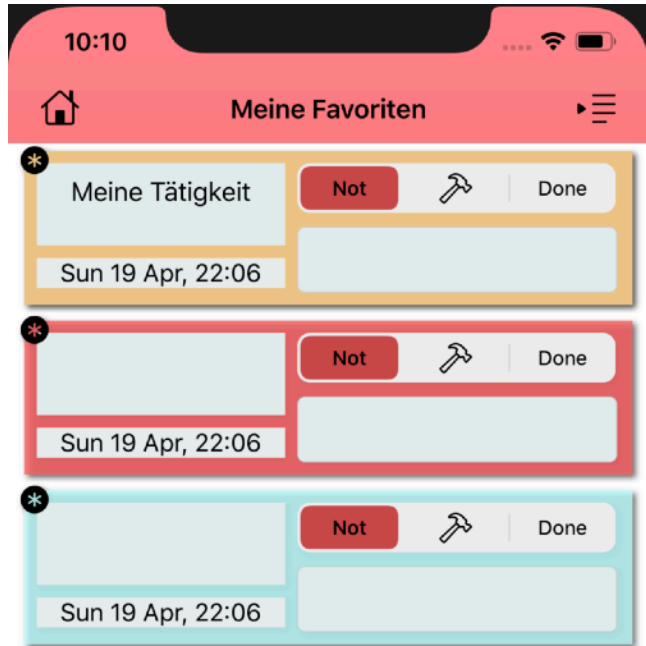 10:10
Meine Favoriten
Meine Tätigkeit
Not Done
Sun 19 Apr, 22:06
Not Done
Sun 19 Apr, 22:06
Not Done
Sun 19 Apr, 22:06